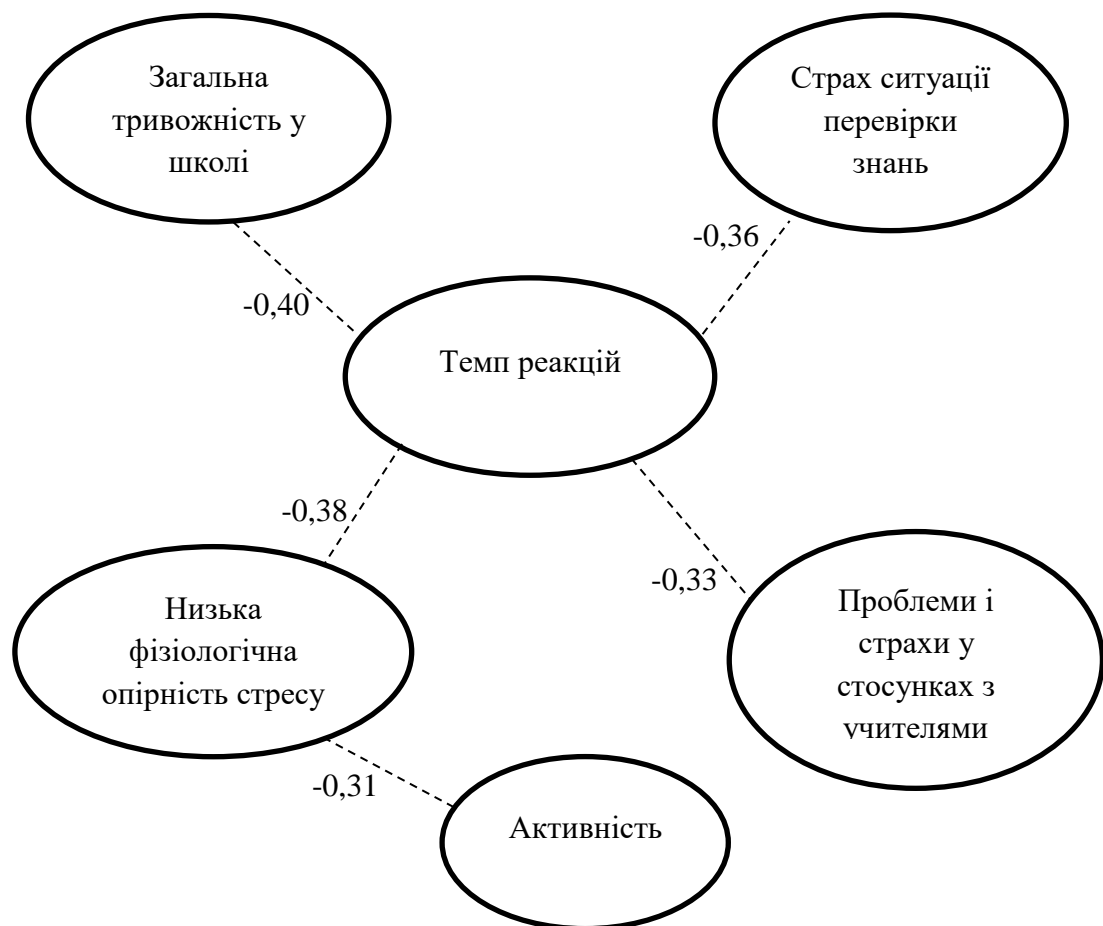 Загальна
тривожність у
школі
Страх ситуації
перевірки
знань
-0,36
-0,40
Темп реакцій
-0,38
-0,33
Низька
фізіологічна
опірність стресу
Проблеми і
страхи у
стосунках з
учителями
-0,31
Активність